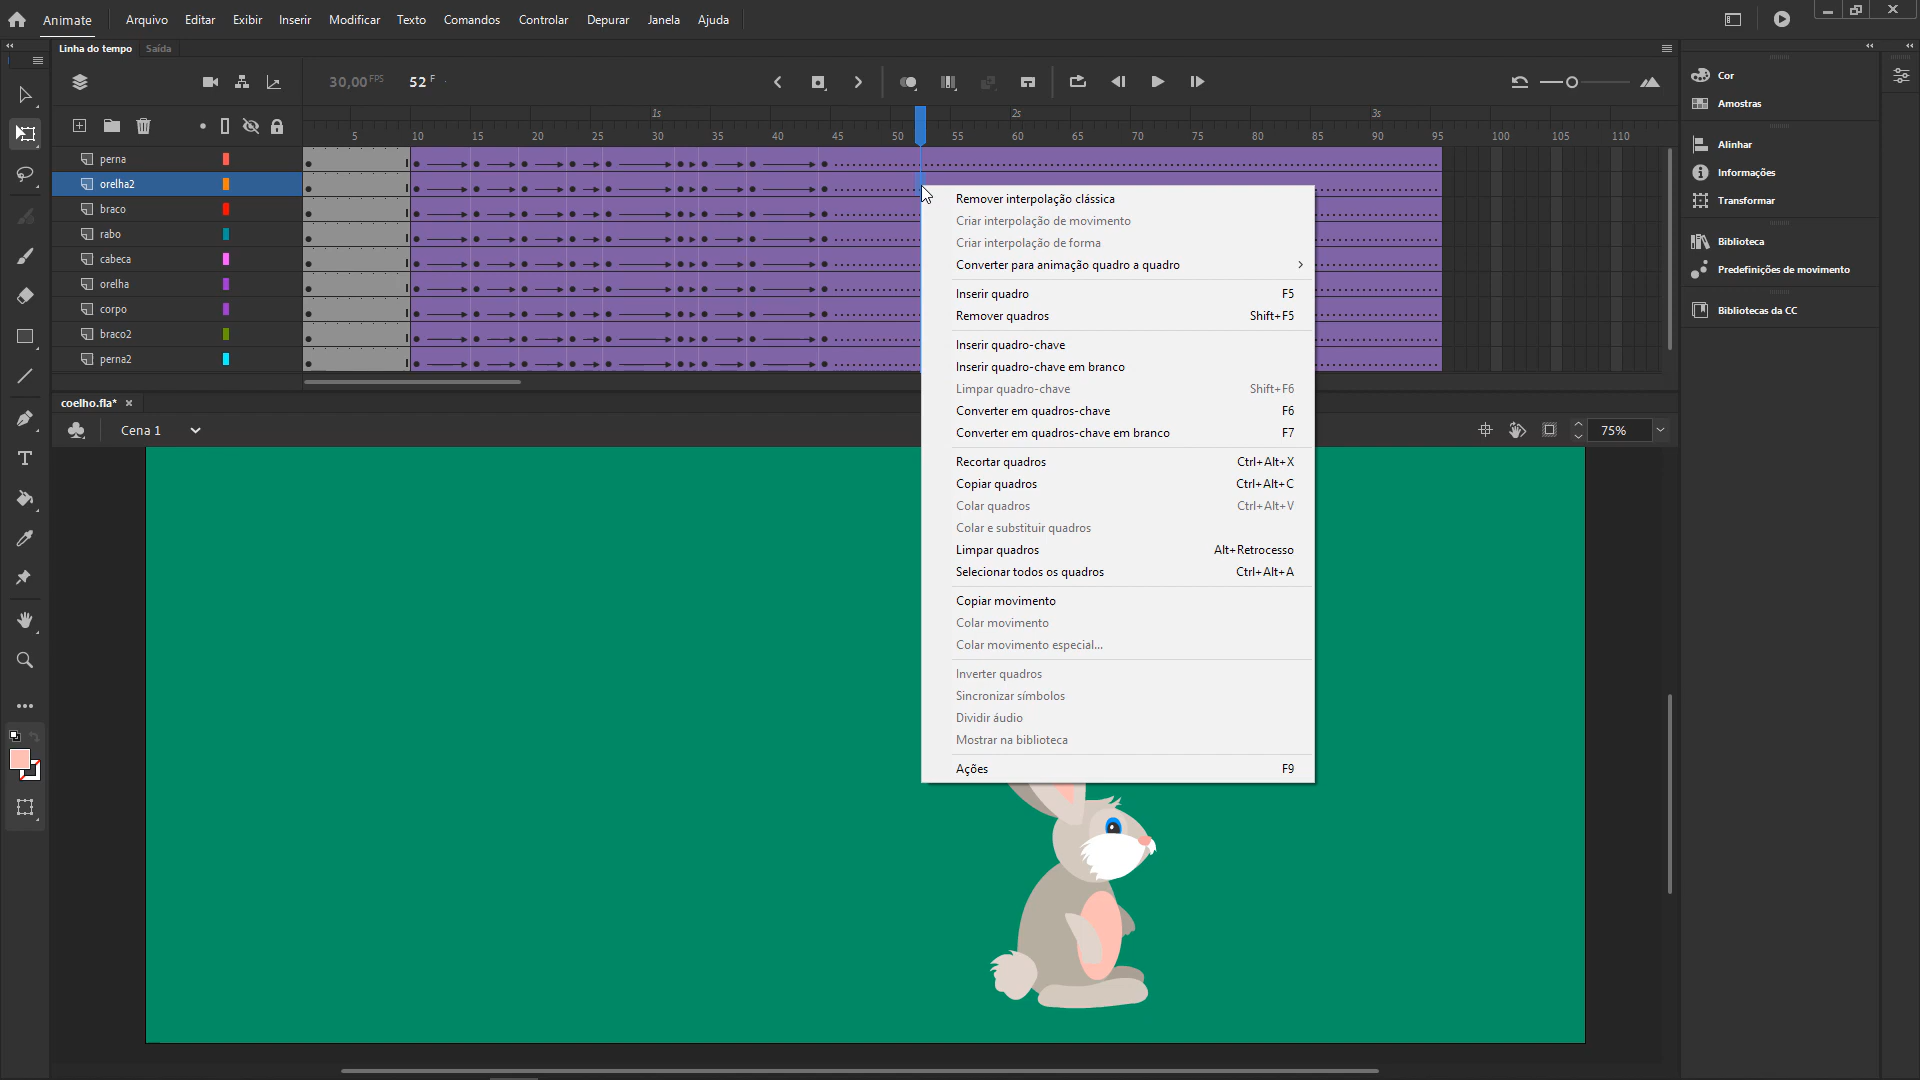 Animate
Arquivo
Editar
Exibir
Inserir
Modificar
Texto
Comandos
Controlar
Depurar
Janela
Ajuda
Linha do tempo
Saída
30,00 FPS
52 F
1s
2s
3s
5
10
15
20
25
30
35
40
45
50
55
60
65
70
75
80
85
90
95
100
105
110
perna
orelha2
braco
rabo
cabeca
orelha
corpo
braco2
perna2
coelho.fla*
Cena 1
75%
Remover interpolação clássica
Criar interpolação de movimento
Criar interpolação de forma
Converter para animação quadro a quadro
Inserir quadro F5
Remover quadros Shift+F5
Inserir quadro-chave
Inserir quadro-chave em branco
Limpar quadro-chave Shift+F6
Converter em quadros-chave F6
Converter em quadros-chave em branco F7
Recortar quadros Ctrl+Alt+X
Copiar quadros Ctrl+Alt+C
Colar quadros Ctrl+Alt+V
Colar e substituir quadros
Limpar quadros Alt+Retrocesso
Selecionar todos os quadros Ctrl+Alt+A
Copiar movimento
Colar movimento
Colar movimento especial...
Inverter quadros
Sincronizar símbolos
Dividir áudio
Mostrar na biblioteca
Ações F9
Cor
Amostras
Alinhar
Informações
Transformar
Biblioteca
Predefinições de movimento
Bibliotecas da CC